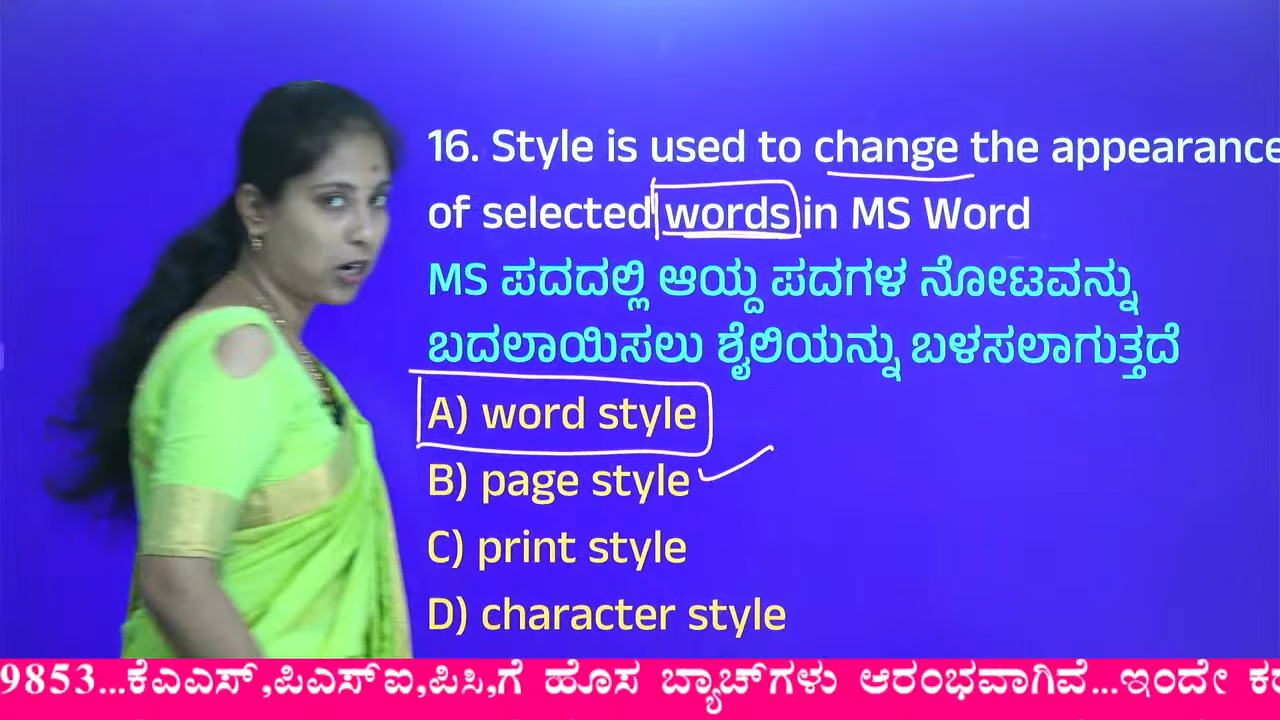 16. Style is used to change the appearance
of selected words in MS Word
MS ಪದದಲ್ಲಿ ಆಯ್ದ ಪದಗಳ ನೋಟವನ್ನು
ಬದಲಾಯಿಸಲು ಶೈಲಿಯನ್ನು ಬಳಸಲಾಗುತ್ತದೆ
A) word style
B) page style
C) print style
D) character style
9853...ಕೆಎಎಸ್,ಪಿಎಸ್ಐ,ಪಿಸಿ,ಗೆ ಹೊಸ ಬ್ಯಾಚ್‌ಗಳು ಆರಂಭವಾಗಿವೆ...ಇಂದೇ